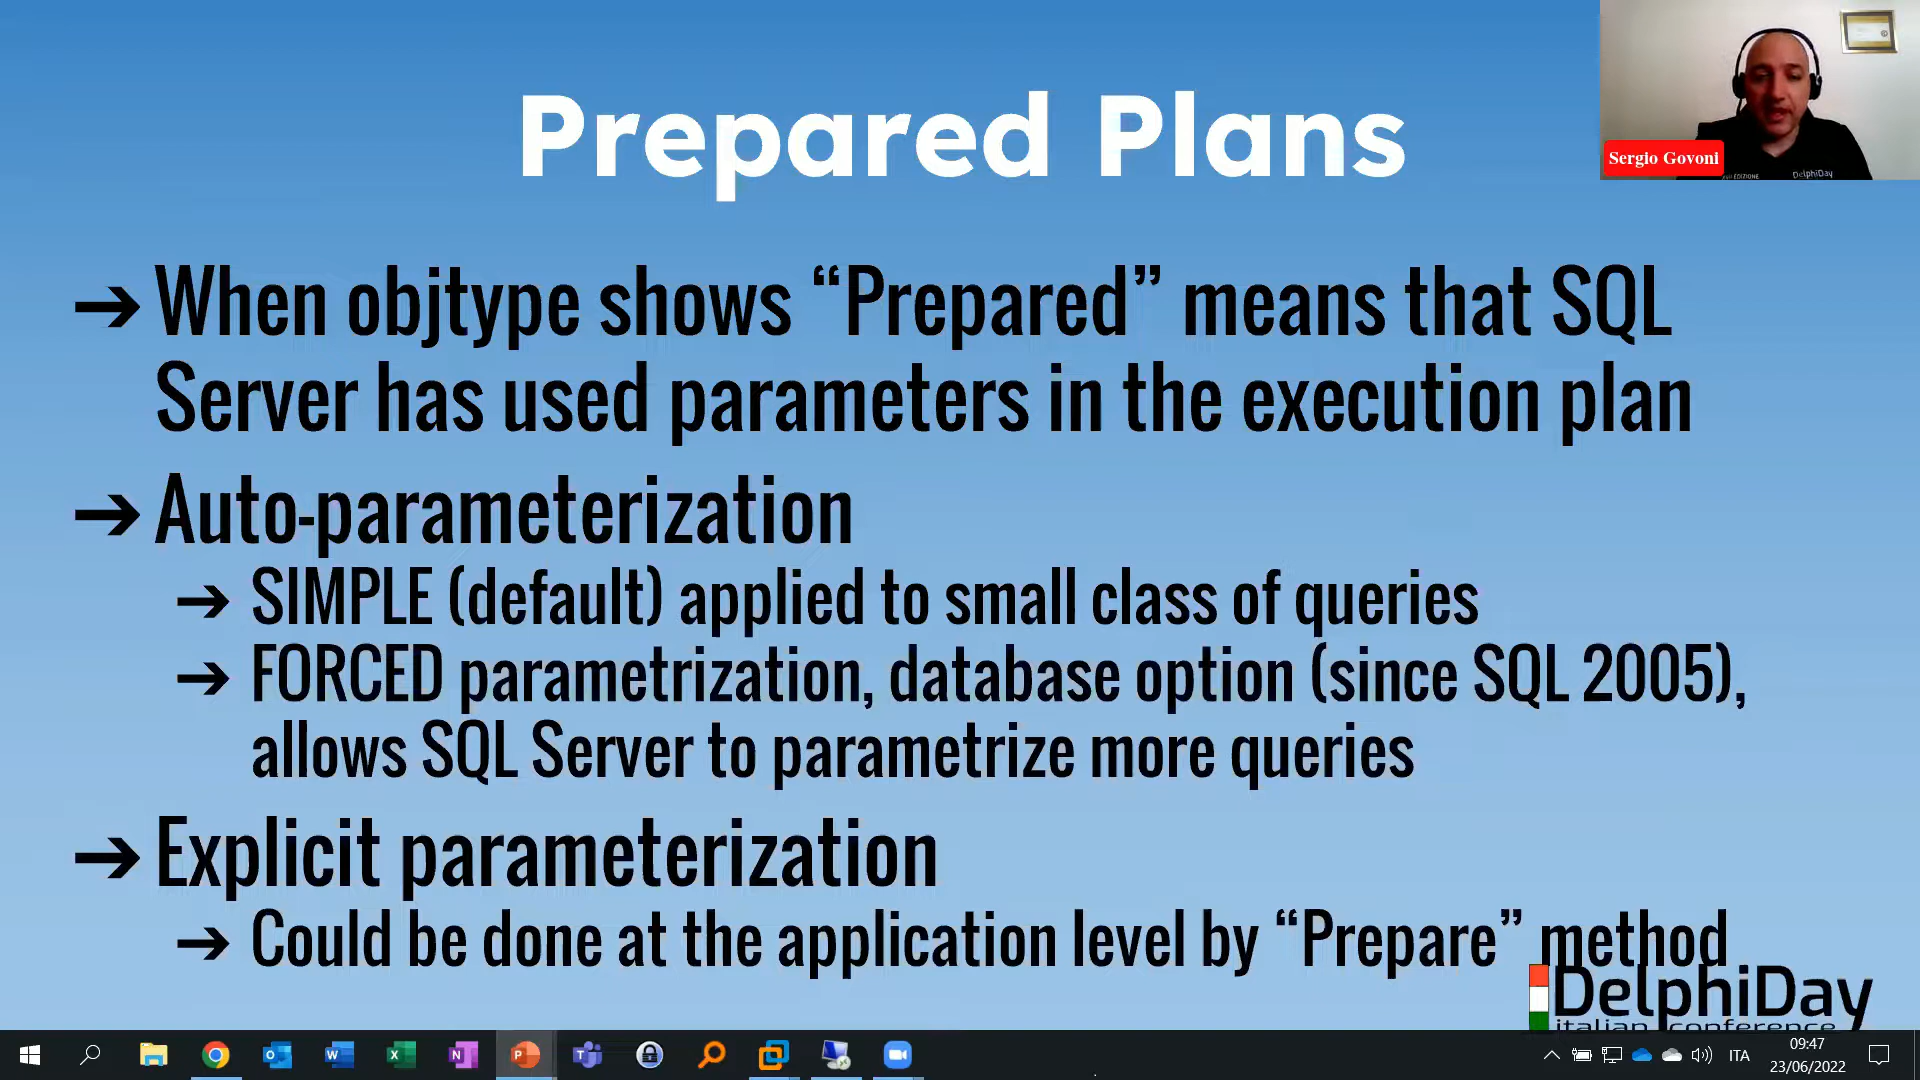 Prepared Plans
Sergio Govoni
DelphiDay
➔ When objtype shows “Prepared” means that SQL
Server has used parameters in the execution plan
➔ Auto-parameterization
➔ SIMPLE (default) applied to small class of queries
➔ FORCED parametrization, database option (since SQL 2005),
allows SQL Server to parametrize more queries
➔ Explicit parameterization
➔ Could be done at the application level by “Prepare” method
DelphiDay
italian conference
ITA
09:47
23/06/2022